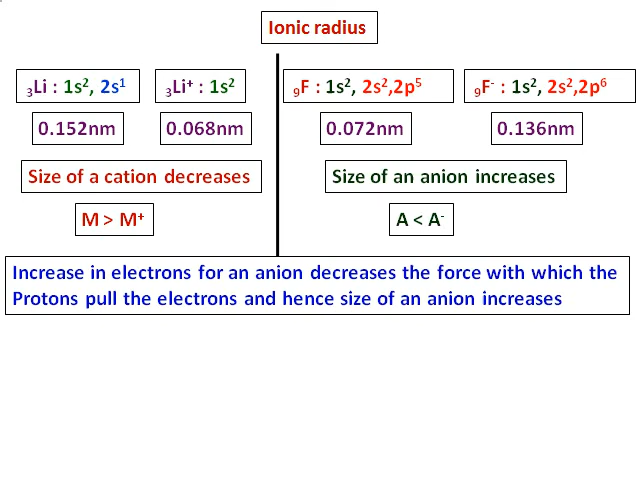 Ionic radius
₃Li : 1s², 2s¹
₃Li⁺ : 1s²
₉F : 1s², 2s²,2p⁵
₉F⁻ : 1s², 2s²,2p⁶
0.152nm
0.068nm
0.072nm
0.136nm
Size of a cation decreases
Size of an anion increases
M > M⁺
A < A⁻
Increase in electrons for an anion decreases the force with which the
Protons pull the electrons and hence size of an anion increases